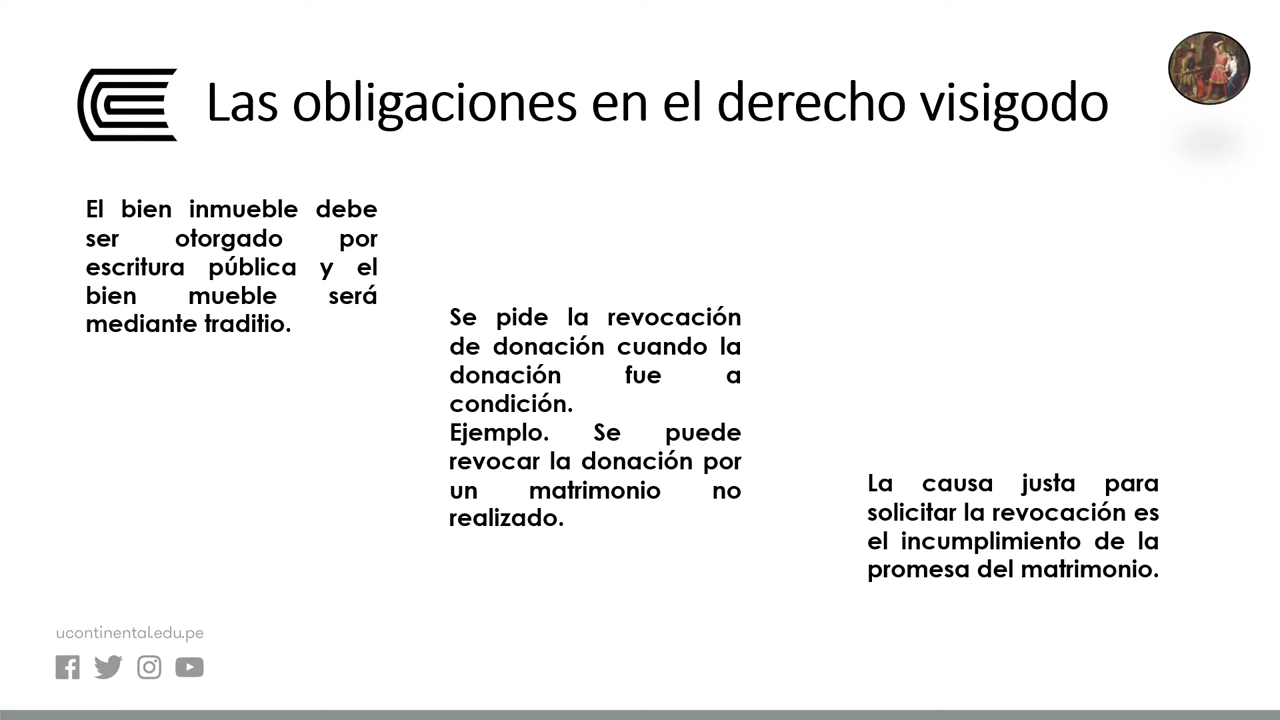 Las obligaciones en el derecho visigodo
El bien inmueble debe
ser otorgado por
escritura pública y el
bien mueble será
mediante traditio.
Se pide la revocación
de donación cuando la
donación fue a
condición.
Ejemplo. Se puede
revocar la donación por
un matrimonio no
realizado.
La causa justa para
solicitar la revocación es
el incumplimiento de la
promesa del matrimonio.
ucontinental.edu.pe